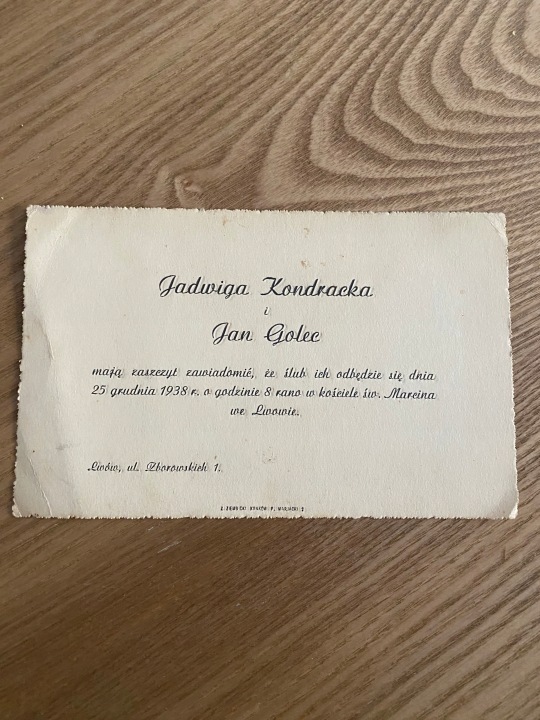 Jadwiga Kondracka
i
Jan Golec
mają zaszczyt zawiadomić, że ślub ich odbędzie się dnia
25 grudnia 1938 r. o godzinie 8 rano w kościele św. Marcina
we Lwowie.
Lwów, ul. Zborowskich 1.
KRAKÓW